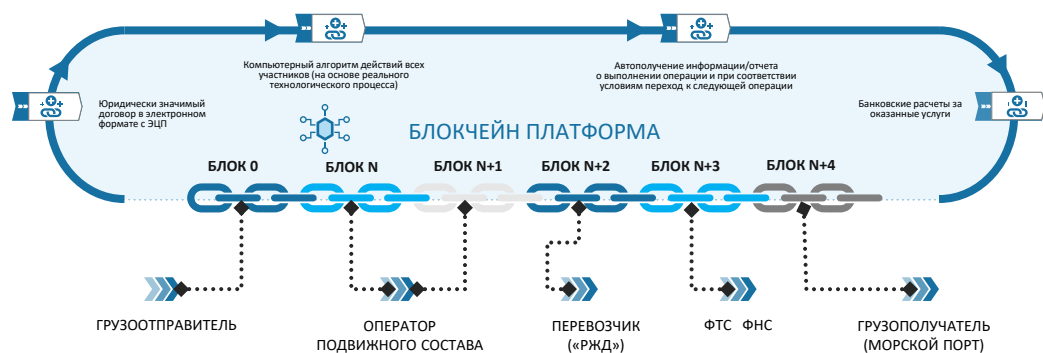 Компьютерный алгоритм действий всех
участников (на основе реального
технологического процесса)
Автополучение информации/отчета
о выполнении операции и при соответствии
условиям переход к следующей операции
Юридически значимый
договор в электронном
формате с ЭЦП
Банковские расчеты за
оказанные услуги
БЛОКЧЕЙН ПЛАТФОРМА
БЛОК 0
БЛОК N
БЛОК N+1
БЛОК N+2
БЛОК N+3
БЛОК N+4
ГРУЗООТПРАВИТЕЛЬ
ОПЕРАТОР
ПОДВИЖНОГО СОСТАВА
ПЕРЕВОЗЧИК
(«РЖД»)
ФТС ФНС
ГРУЗОПОЛУЧАТЕЛЬ
(МОРСКОЙ ПОРТ)